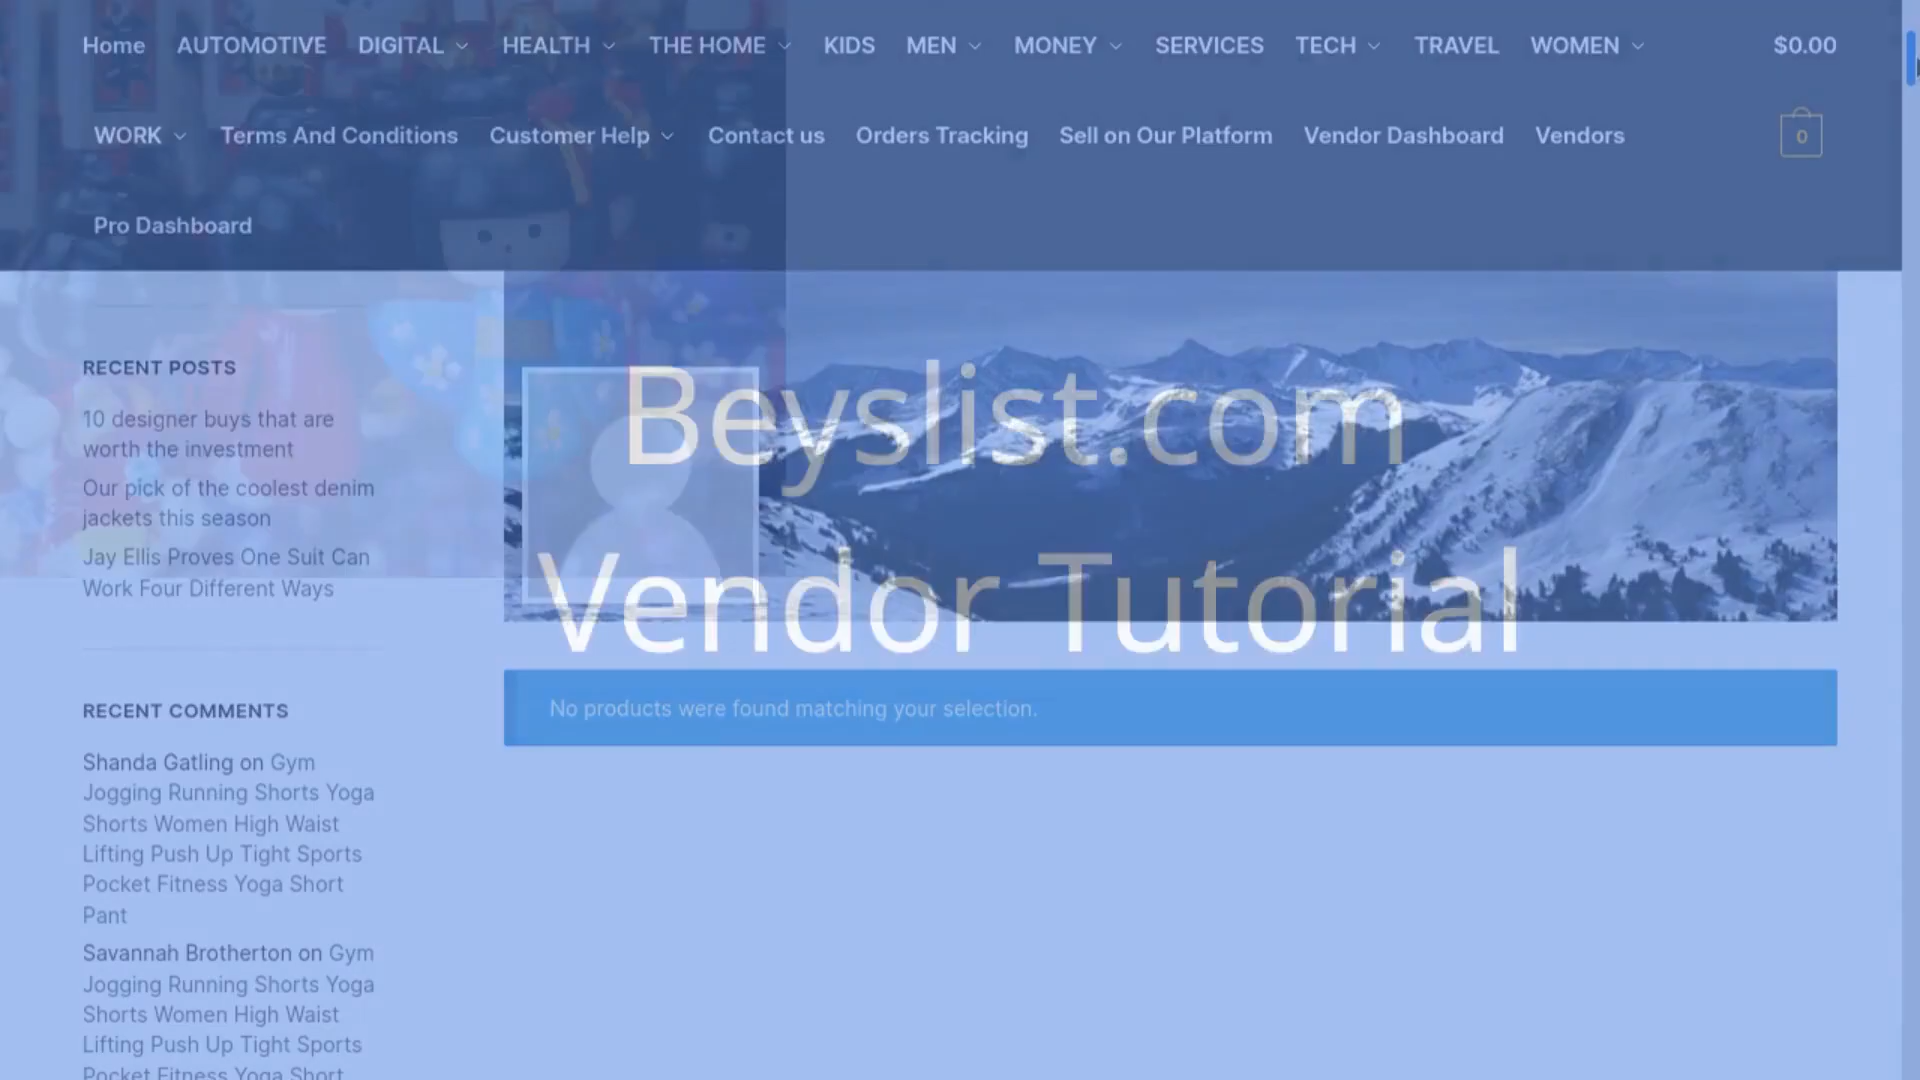 Home AUTOMOTIVE DIGITAL HEALTH THE HOME KIDS MEN MONEY SERVICES TECH TRAVEL WOMEN $0.00
WORK Terms And Conditions Customer Help Contact us Orders Tracking Sell on Our Platform Vendor Dashboard Vendors 0
Pro Dashboard
RECENT POSTS
10 designer buys that are
worth the investment
Our pick of the coolest denim
jackets this season
Jay Ellis Proves One Suit Can
Work Four Different Ways
RECENT COMMENTS
Shanda Gatling on Gym
Jogging Running Shorts Yoga
Shorts Women High Waist
Lifting Push Up Tight Sports
Pocket Fitness Yoga Short
Pant
Savannah Brotherton on Gym
Jogging Running Shorts Yoga
Shorts Women High Waist
Lifting Push Up Tight Sports
Pocket Fitness Yoga Short
Beyslist.com
Vendor Tutorial
No products were found matching your selection.